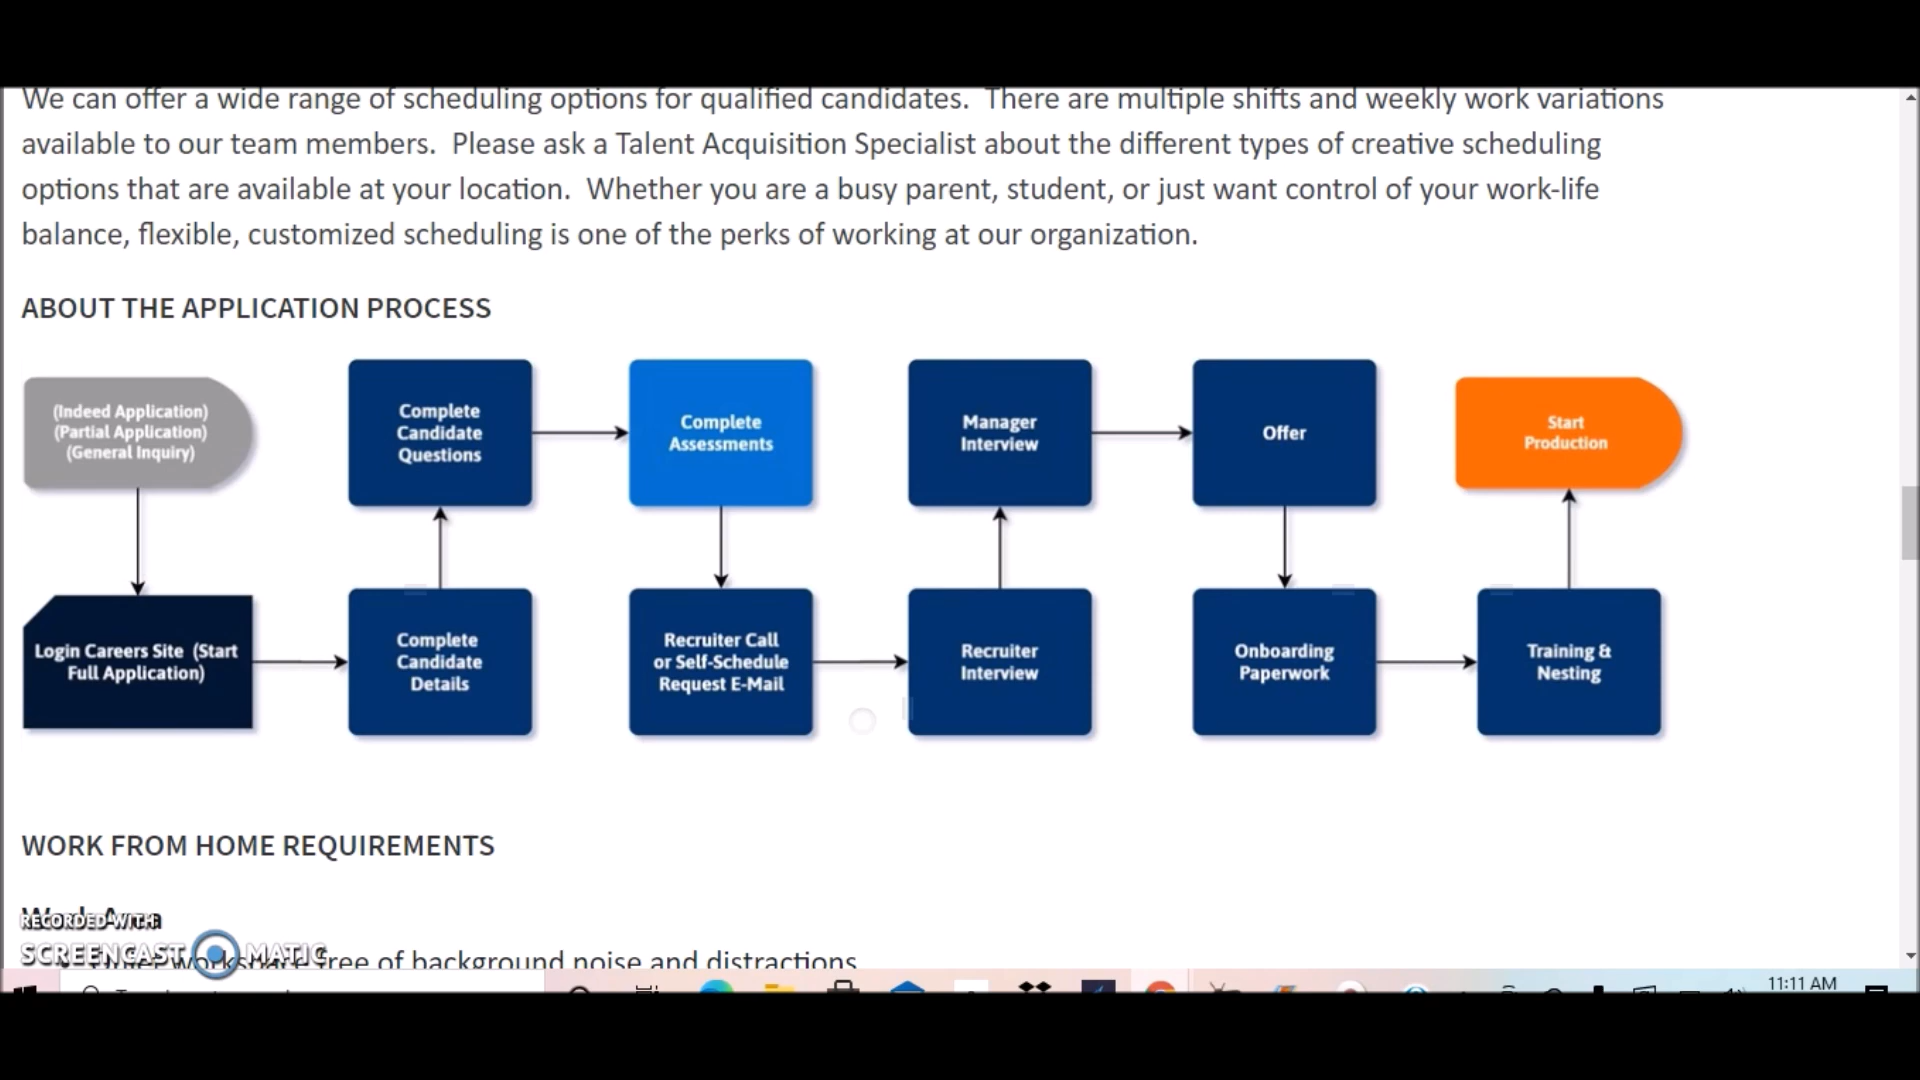 We can offer a wide range of scheduling options for qualified candidates.  There are multiple shifts and weekly work variations
available to our team members.  Please ask a Talent Acquisition Specialist about the different types of creative scheduling
options that are available at your location.  Whether you are a busy parent, student, or just want control of your work-life
balance, flexible, customized scheduling is one of the perks of working at our organization.
ABOUT THE APPLICATION PROCESS
(Indeed Application)
(Partial Application)
(General Inquiry)
Login Careers Site (Start
Full Application)
Complete
Candidate
Details
Complete
Candidate
Questions
Complete
Assessments
Recruiter Call
or Self-Schedule
Request E-Mail
Recruiter
Interview
Manager
Interview
Offer
Onboarding
Paperwork
Training &
Nesting
Start
Production
WORK FROM HOME REQUIREMENTS
Work Area
RECORDED WITH
SCREENCAST MATIC
workspace free of background noise and distractions
11:11 AM